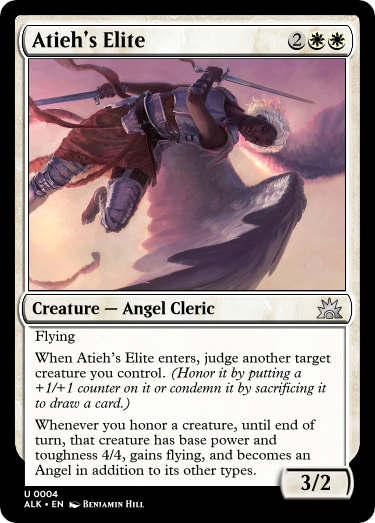 Atieh's Elite 2
Creature — Angel Cleric
Flying
When Atieh's Elite enters, judge another target
creature you control. (Honor it by putting a
+1/+1 counter on it or condemn it by sacrificing it
to draw a card.)
Whenever you honor a creature, until end of
turn, that creature has base power and
toughness 4/4, gains flying, and becomes an
Angel in addition to its other types.
3/2
U 0004
ALK • EN Benjamin Hill